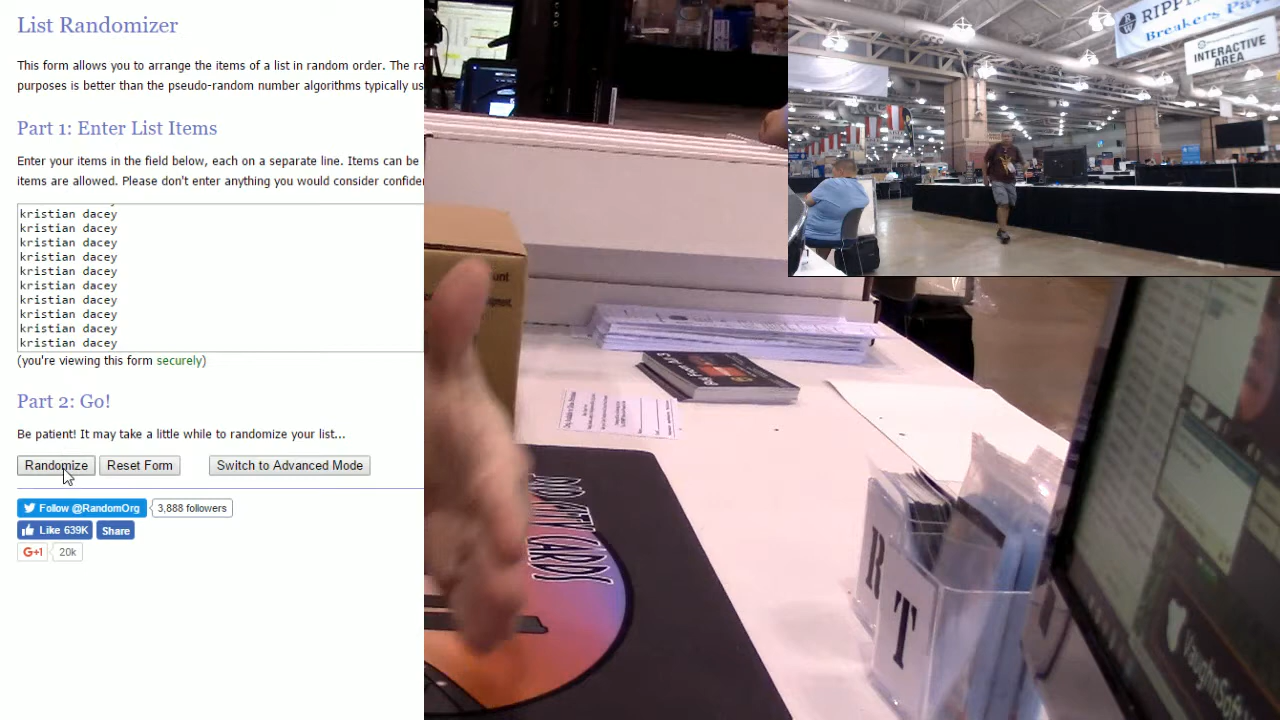 List Randomizer
This form allows you to arrange the items of a list in random order. The ra
purposes is better than the pseudo-random number algorithms typically us
Part 1: Enter List Items
Enter your items in the field below, each on a separate line. Items can be
items are allowed. Please don't enter anything you would consider confider
kristian dacey
kristian dacey
kristian dacey
kristian dacey
kristian dacey
kristian dacey
kristian dacey
kristian dacey
kristian dacey
kristian dacey
(you're viewing this form securely)
Part 2: Go!
Be patient! It may take a little while to randomize your list...
Randomize Reset Form Switch to Advanced Mode
Follow @RandomOrg 3,888 followers
Like 639K Share
G+1 20k
RIPPI
Breakers Pa
INTERACTIVE
AREA
CARDS
R
T
VaughnSoft